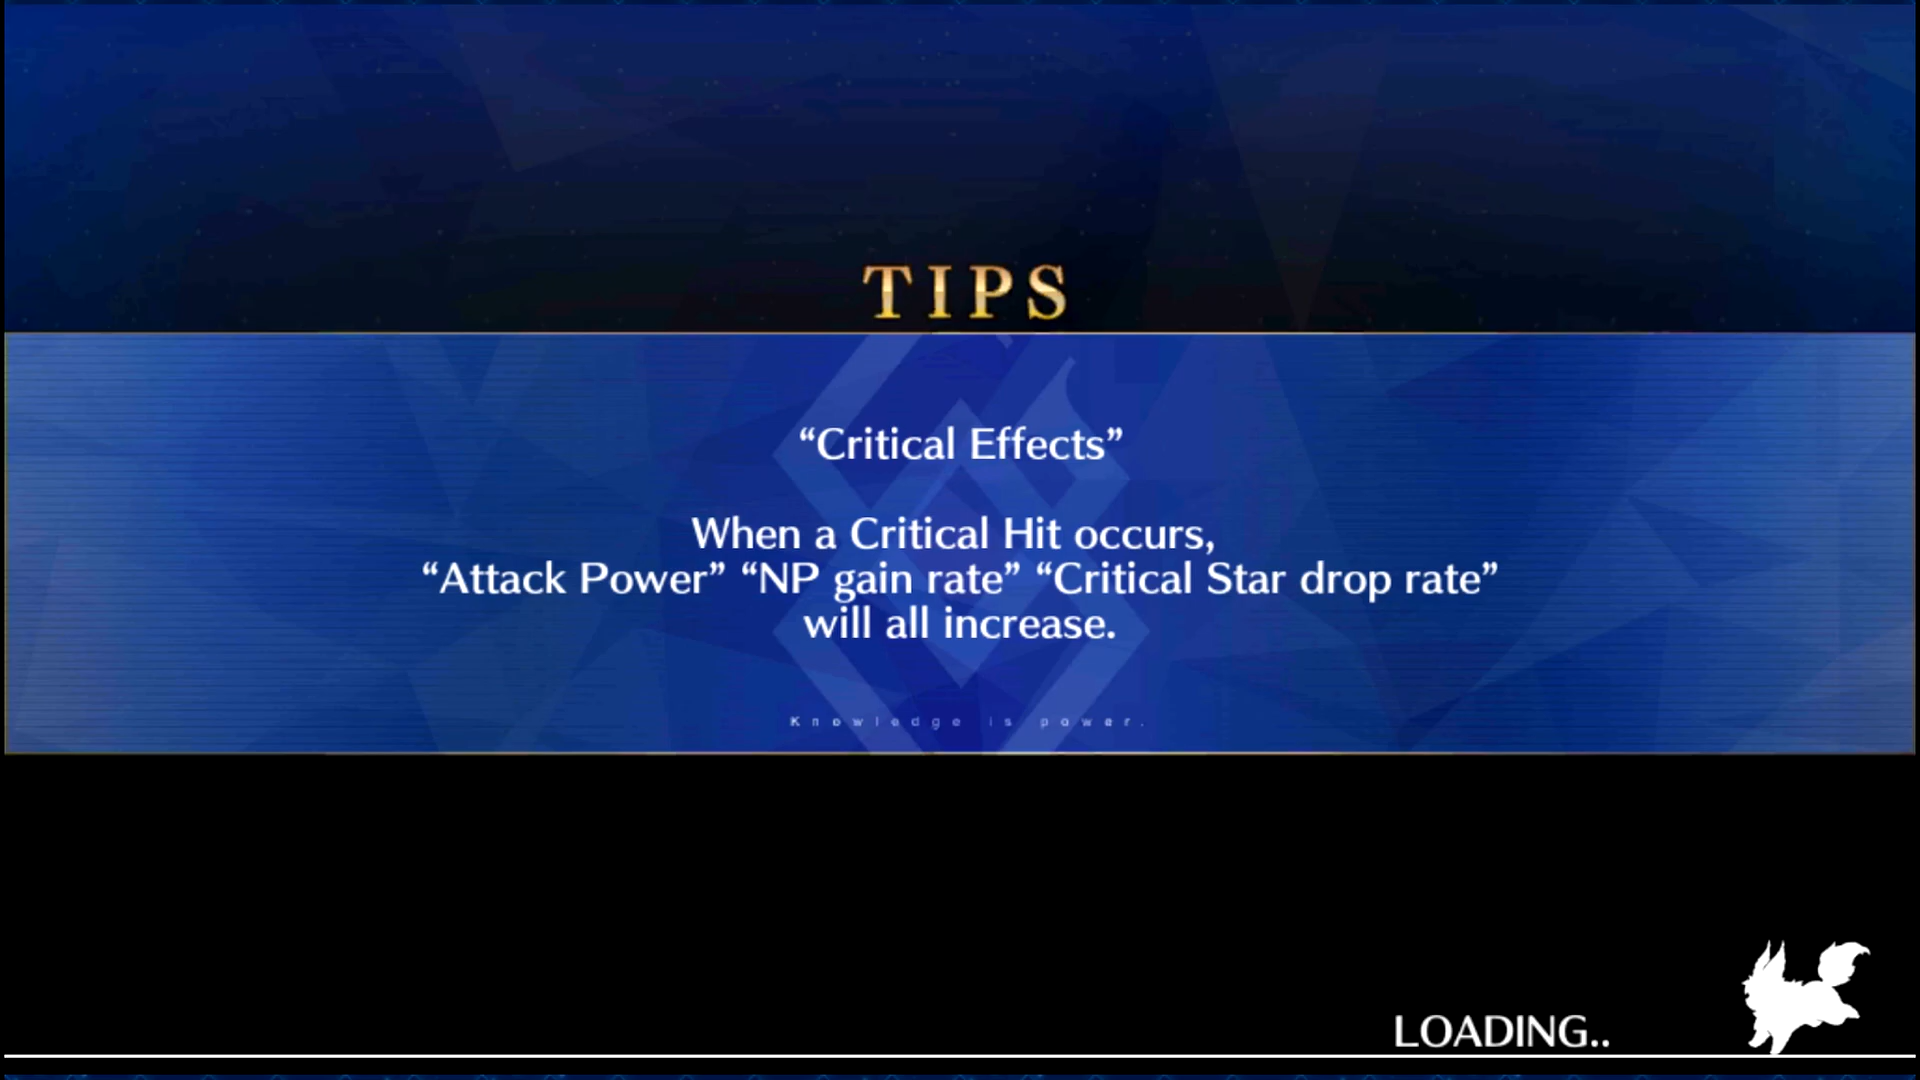 TIPS
“Critical Effects”
When a Critical Hit occurs,
“Attack Power” “NP gain rate” “Critical Star drop rate”
will all increase.
Knowledge is power.
LOADING..